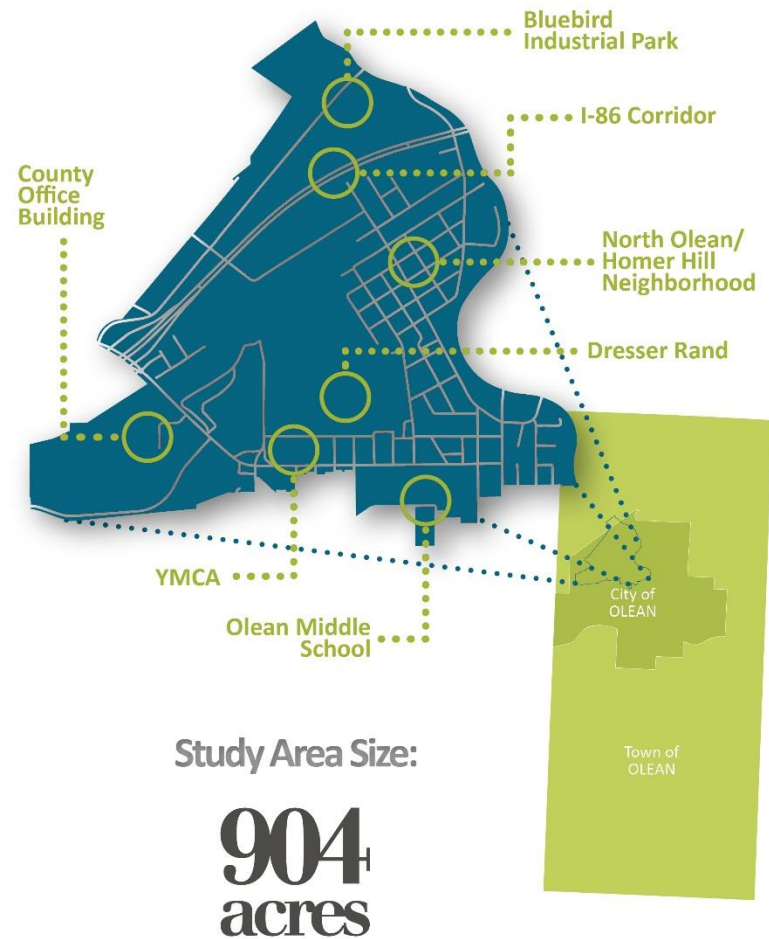 Bluebird
Industrial Park
I-86 Corridor
County
Office
Building
North Olean/
Homer Hill
Neighborhood
Dresser Rand
YMCA
Olean Middle
School
City of
OLEAN
Town of
OLEAN
Study Area Size:
904
acres